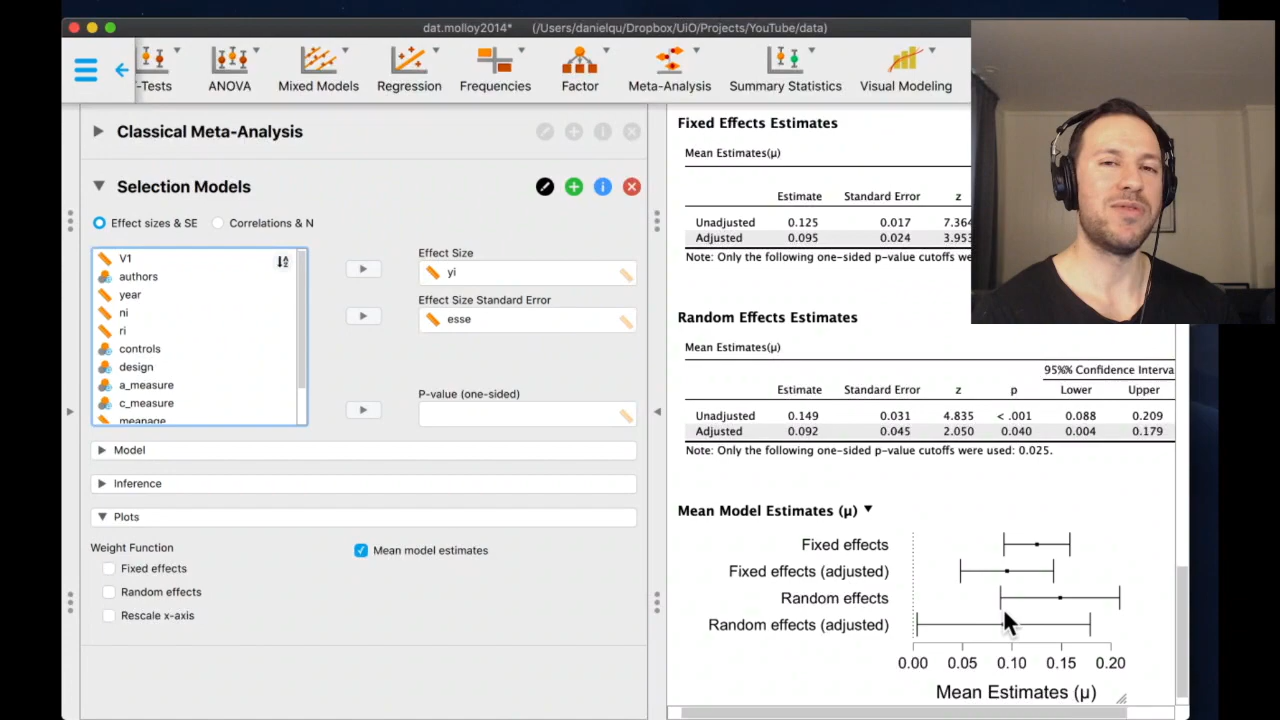 dat.molloy2014* (/Users/danielqu/Dropbox/UiO/Projects/YouTube/data)
-Tests ANOVA Mixed Models Regression Frequencies Factor Meta-Analysis Summary Statistics Visual Modeling
Classical Meta-Analysis
Selection Models
Effect sizes & SE Correlations & N
V1
authors
year
ni
ri
controls
design
a_measure
c_measure
meanage
Effect Size
yi
Effect Size Standard Error
esse
P-value (one-sided)
Model
Inference
Plots
Weight Function
Fixed effects
Random effects
Rescale x-axis
Mean model estimates
Fixed Effects Estimates
Mean Estimates(μ)
Estimate Standard Error z
Unadjusted 0.125 0.017 7.364
Adjusted 0.095 0.024 3.953
Note: Only the following one-sided p-value cutoffs we
Random Effects Estimates
Mean Estimates(μ)
95%% Confidence Interva
Estimate Standard Error z p Lower Upper
Unadjusted 0.149 0.031 4.835 < .001 0.088 0.209
Adjusted 0.092 0.045 2.050 0.040 0.004 0.179
Note: Only the following one-sided p-value cutoffs were used: 0.025.
Mean Model Estimates (μ)
Fixed effects
Fixed effects (adjusted)
Random effects
Random effects (adjusted)
0.00 0.05 0.10 0.15 0.20
Mean Estimates (μ)